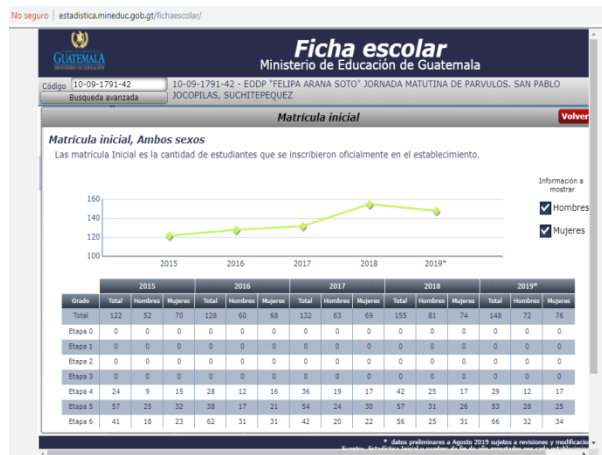 No seguro | estadistica.mineduc.gob.gt/fichaescolar/
GUATEMALA
MINISTERIO DE EDUCACIÓN
Ficha escolar
Ministerio de Educación de Guatemala
Código 10-09-1791-42
Busqueda avanzada
10-09-1791-42 - EODP "FELIPA ARANA SOTO" JORNADA MATUTINA DE PARVULOS. SAN PABLO
JOCOPILAS, SUCHITEPEQUEZ
Matrícula inicial
Volver
Matrícula inicial, Ambos sexos
Las matrícula Inicial es la cantidad de estudiantes que se inscribieron oficialmente en el establecimiento.
Información a
mostrar
Hombres
Mujeres
160
140
120
100
2015 2016 2017 2018 2019*
2015 2016 2017 2018 2019*
Grado Total Hombres Mujeres Total Hombres Mujeres Total Hombres Mujeres Total Hombres Mujeres Total Hombres Mujeres
Total 122 52 70 128 60 68 132 63 69 155 81 74 148 72 76
Etapa 0 0 0 0 0 0 0 0 0 0 0 0 0 0 0 0
Etapa 1 0 0 0 0 0 0 0 0 0 0 0 0 0 0 0
Etapa 2 0 0 0 0 0 0 0 0 0 0 0 0 0 0 0
Etapa 3 0 0 0 0 0 0 0 0 0 0 0 0 0 0 0
Etapa 4 24 9 15 28 12 16 36 19 17 42 25 17 29 12 17
Etapa 5 57 25 32 38 17 21 54 24 30 57 31 26 53 28 25
Etapa 6 41 18 23 62 31 31 42 20 22 56 25 31 66 32 34
* datos preliminares a Agosto 2019 sujetos a revisiones y modificacio